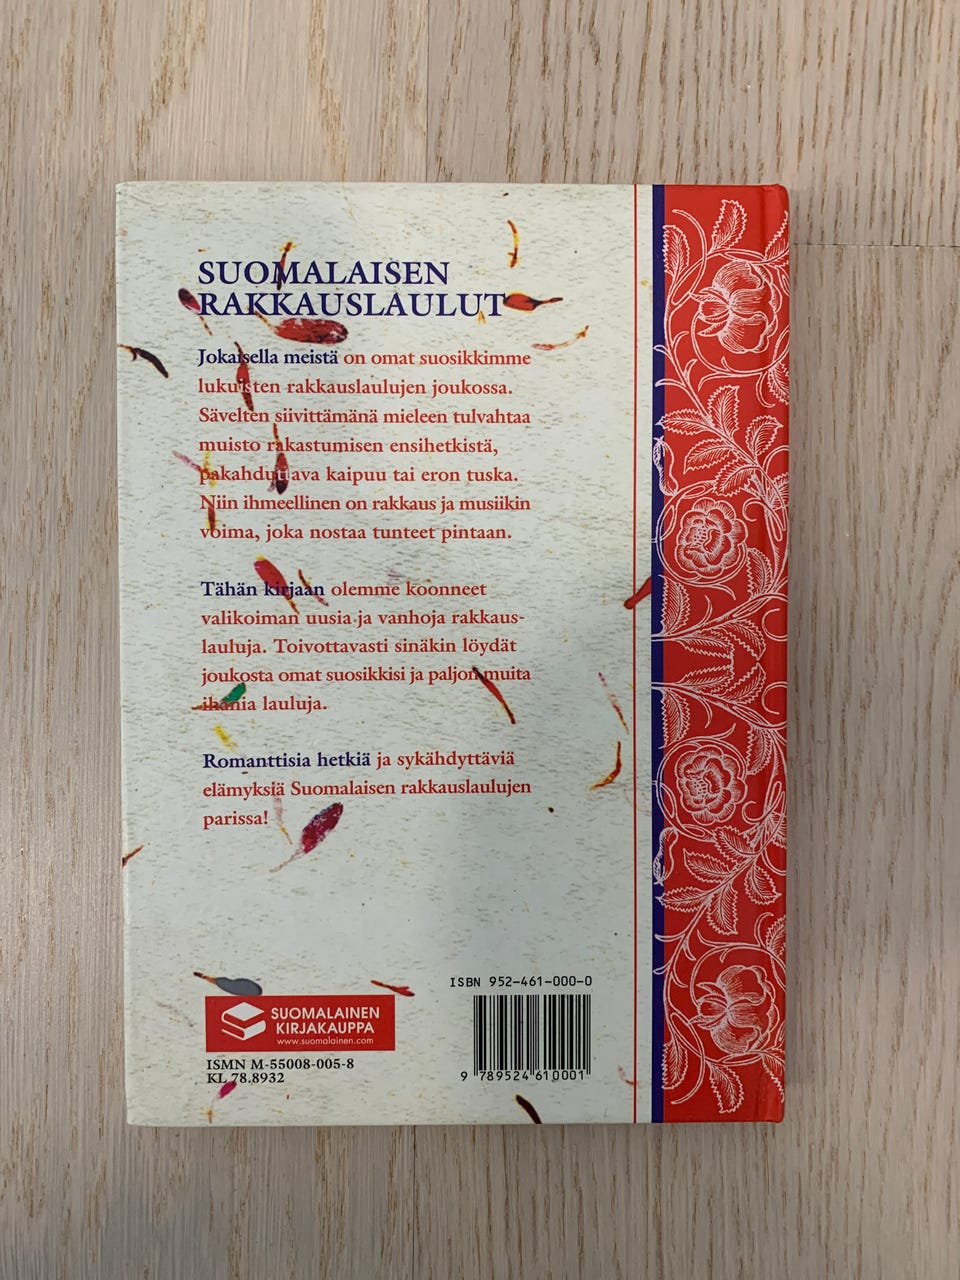 SUOMALAISEN
RAKKAUSLAULUT
Jokaisella meistä on omat suosikkimme
lukuisten rakkauslaulujen joukossa.
Sävelten siivittämänä mieleen tulvahtaa
muisto rakastumisen ensihetkistä,
pakahduttava kaipuu tai eron tuska.
Niin ihmeellinen on rakkaus ja musiikin
voima, joka nostaa tunteet pintaan.
Tähän kirjaan olemme koonneet
valikoiman uusia ja vanhoja rakkaus-
lauluja. Toivottavasti sinäkin löydät
joukosta omat suosikkisi ja paljon muita
ihania lauluja.
Romanttisia hetkiä ja sykähdyttäviä
elämyksiä Suomalaisen rakkauslaulujen
parissa!
SUOMALAINEN
KIRJAKAUPPA
www.suomalainen.com
ISMN M-55008-005-8
KL 78.8932
ISBN 952-461-000-0
9 789524 610001